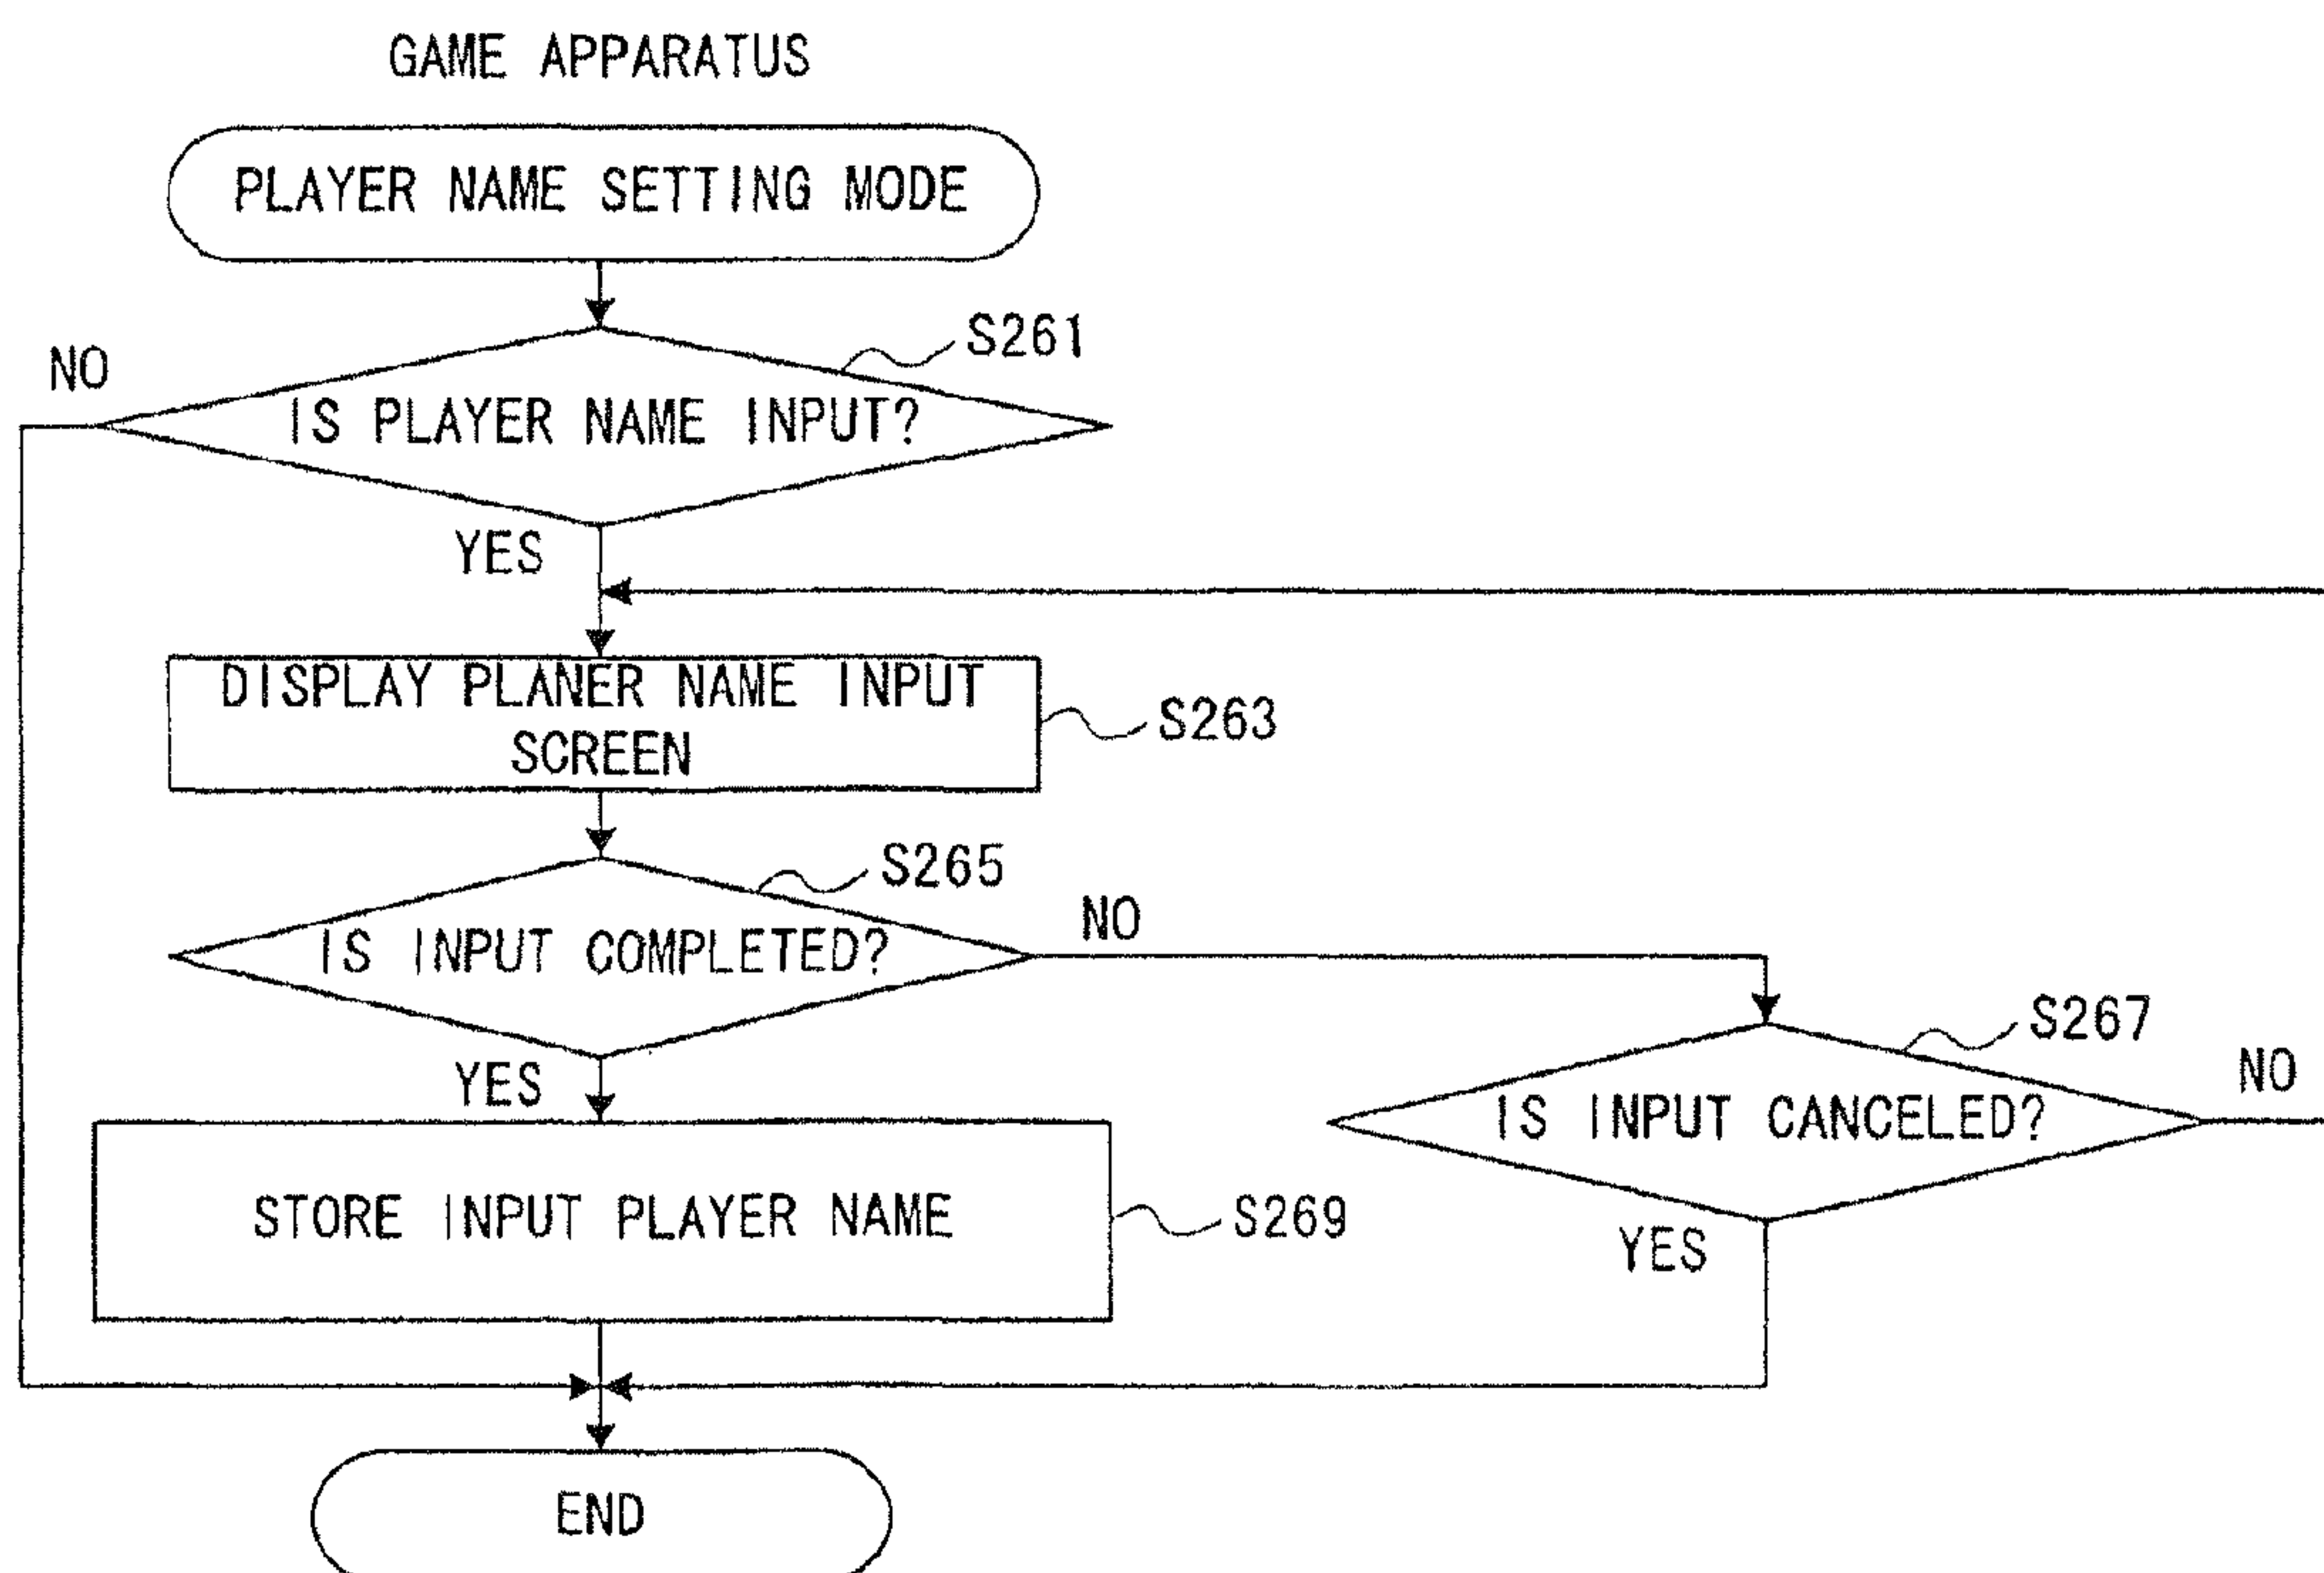 GAME APPARATUS
PLAYER NAME SETTING MODE
S261
NO
IS PLAYER NAME INPUT?
YES
DISPLAY PLANER NAME INPUT
SCREEN
S263
S265
NO
IS INPUT COMPLETED?
S267
NO
YES
IS INPUT CANCELED?
STORE INPUT PLAYER NAME
S269
YES
END